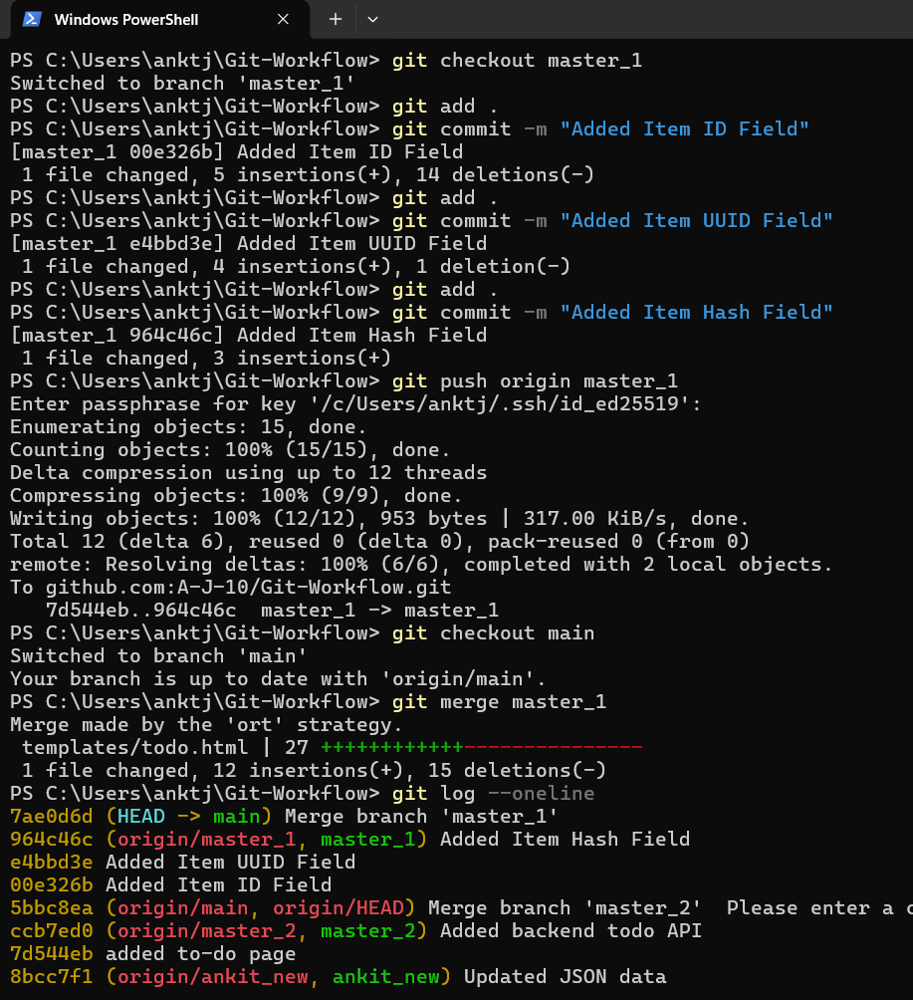 Windows PowerShell
PS C:\Users\anktj\Git-Workflow> git checkout master_1
Switched to branch 'master_1'
PS C:\Users\anktj\Git-Workflow> git add .
PS C:\Users\anktj\Git-Workflow> git commit -m "Added Item ID Field"
[master_1 00e326b] Added Item ID Field
 1 file changed, 5 insertions(+), 14 deletions(-)
PS C:\Users\anktj\Git-Workflow> git add .
PS C:\Users\anktj\Git-Workflow> git commit -m "Added Item UUID Field"
[master_1 e4bbd3e] Added Item UUID Field
 1 file changed, 4 insertions(+), 1 deletion(-)
PS C:\Users\anktj\Git-Workflow> git add .
PS C:\Users\anktj\Git-Workflow> git commit -m "Added Item Hash Field"
[master_1 964c46c] Added Item Hash Field
 1 file changed, 3 insertions(+)
PS C:\Users\anktj\Git-Workflow> git push origin master_1
Enter passphrase for key '/c/Users/anktj/.ssh/id_ed25519':
Enumerating objects: 15, done.
Counting objects: 100% (15/15), done.
Delta compression using up to 12 threads
Compressing objects: 100% (9/9), done.
Writing objects: 100% (12/12), 953 bytes | 317.00 KiB/s, done.
Total 12 (delta 6), reused 0 (delta 0), pack-reused 0 (from 0)
remote: Resolving deltas: 100% (6/6), completed with 2 local objects.
To github.com:A-J-10/Git-Workflow.git
   7d544eb..964c46c  master_1 -> master_1
PS C:\Users\anktj\Git-Workflow> git checkout main
Switched to branch 'main'
Your branch is up to date with 'origin/main'.
PS C:\Users\anktj\Git-Workflow> git merge master_1
Merge made by the 'ort' strategy.
 templates/todo.html | 27 ++++++++++++---------------
 1 file changed, 12 insertions(+), 15 deletions(-)
PS C:\Users\anktj\Git-Workflow> git log --oneline
7ae0d6d (HEAD -> main) Merge branch 'master_1'
964c46c (origin/master_1, master_1) Added Item Hash Field
e4bbd3e Added Item UUID Field
00e326b Added Item ID Field
5bbc8ea (origin/main, origin/HEAD) Merge branch 'master_2'  Please enter a
ccb7ed0 (origin/master_2, master_2) Added backend todo API
7d544eb added to-do page
8bcc7f1 (origin/ankit_new, ankit_new) Updated JSON data